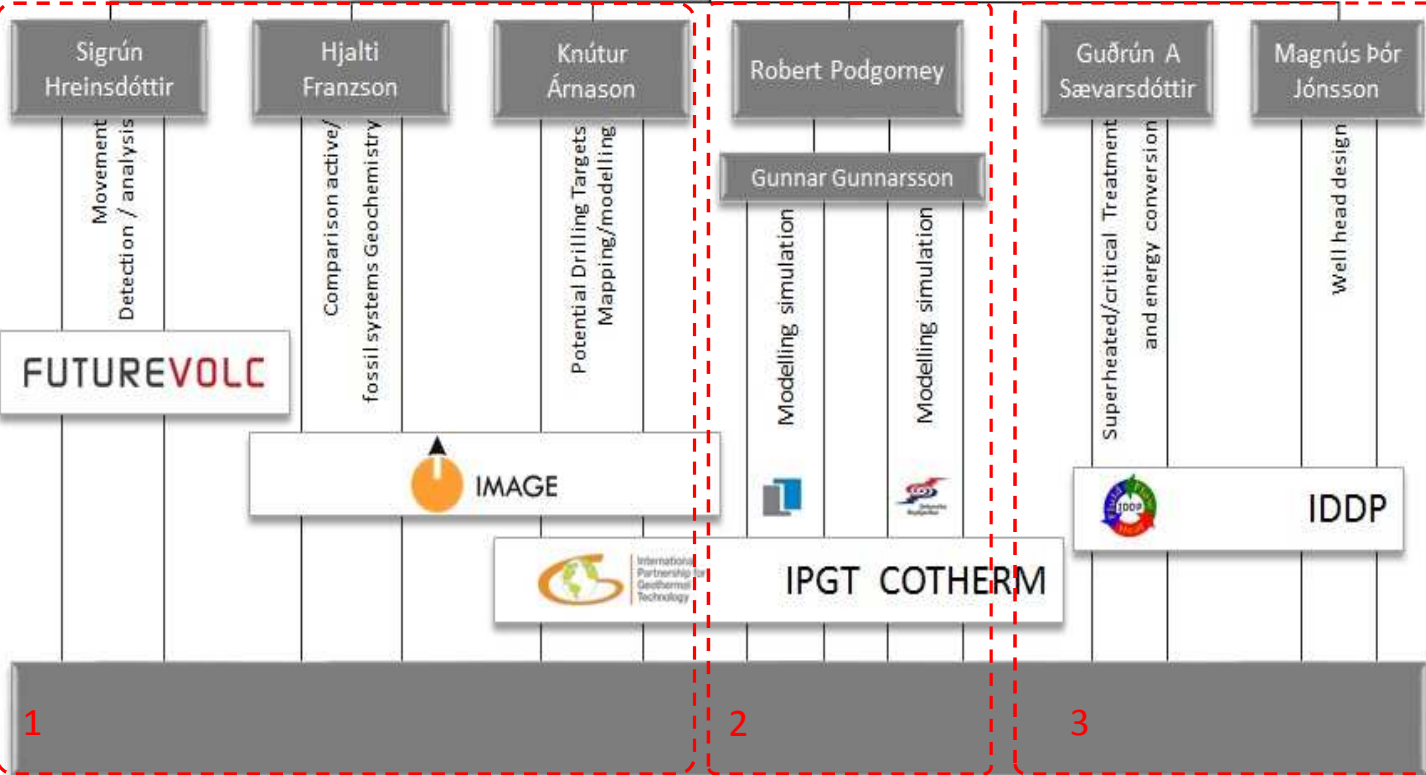 Sigrún
Hreinsdóttir
Hjalti
Franzson
Knútur
Árnason
Robert Podgorney
Guðrún A
Sævarsdóttir
Magnús Þór
Jónsson
Gunnar Gunnarsson
Movement
Detection / analysis
Comparison active/
fossil systems Geochemistry
Potential Drilling Targets
Mapping/modelling
Modelling simulation
Modelling simulation
Superheated/critical Treatment
and energy conversion
Well head design
FUTUREVOLC
IMAGE
IDDP
IDDP
International
Partnership for
Geothermal
Technology
IPGT COTHERM
1
2
3